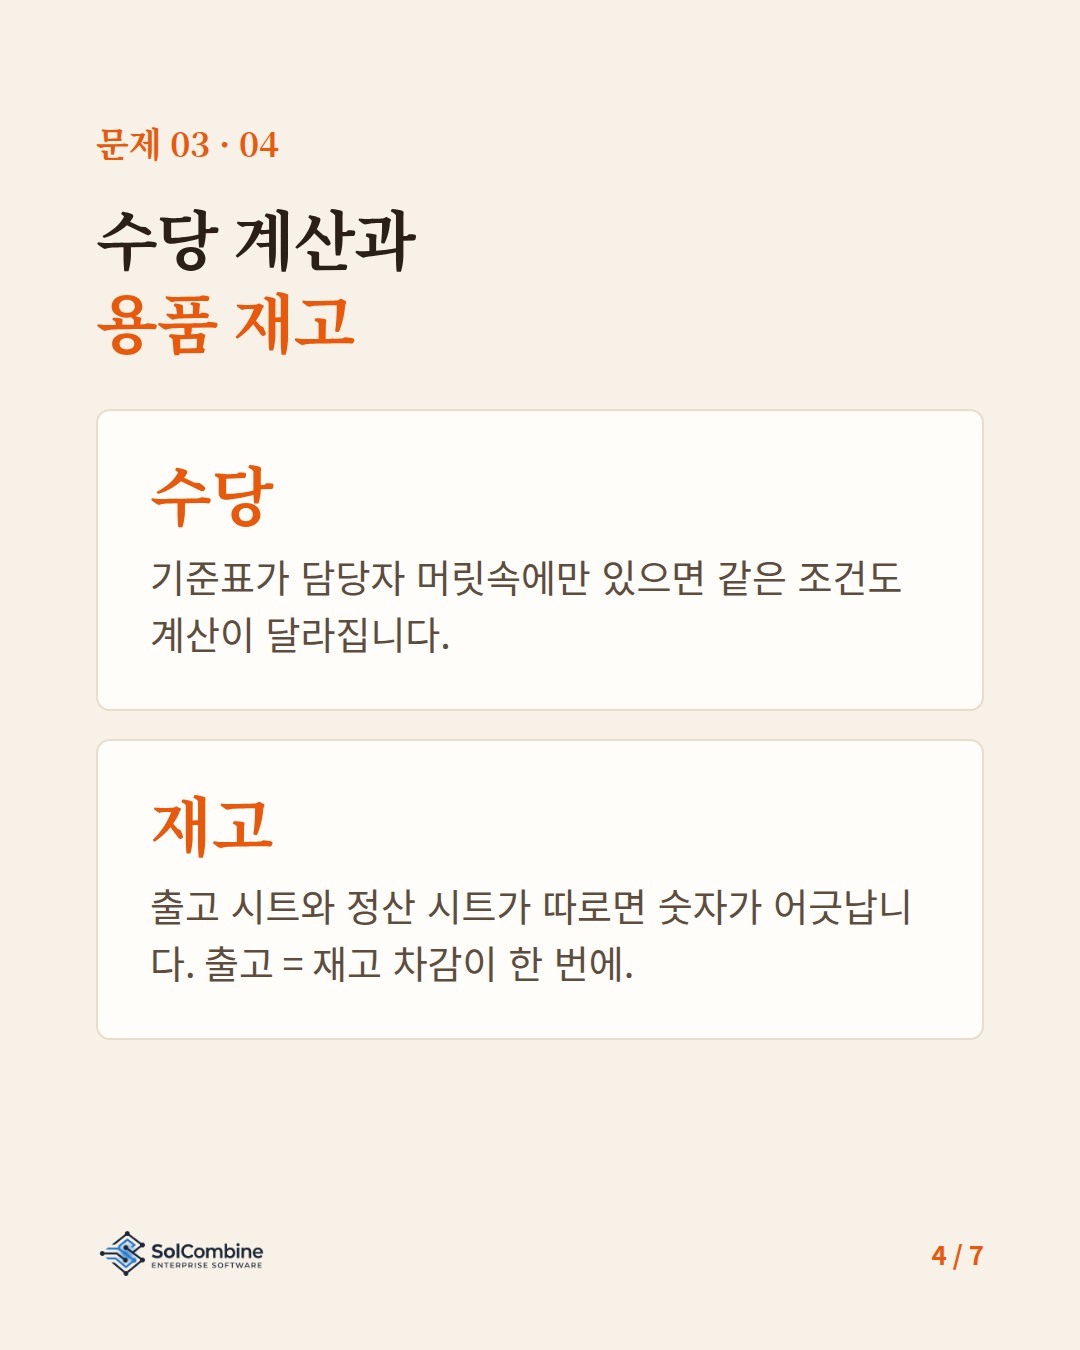 문제 03 · 04
수당 계산과
용품 재고
수당
기준표가 담당자 머릿속에만 있으면 같은 조건도
계산이 달라집니다.
재고
출고 시트와 정산 시트가 따로면 숫자가 어긋납니
다. 출고 = 재고 차감이 한 번에.
SolCombine
ENTERPRISE SOFTWARE
4 / 7